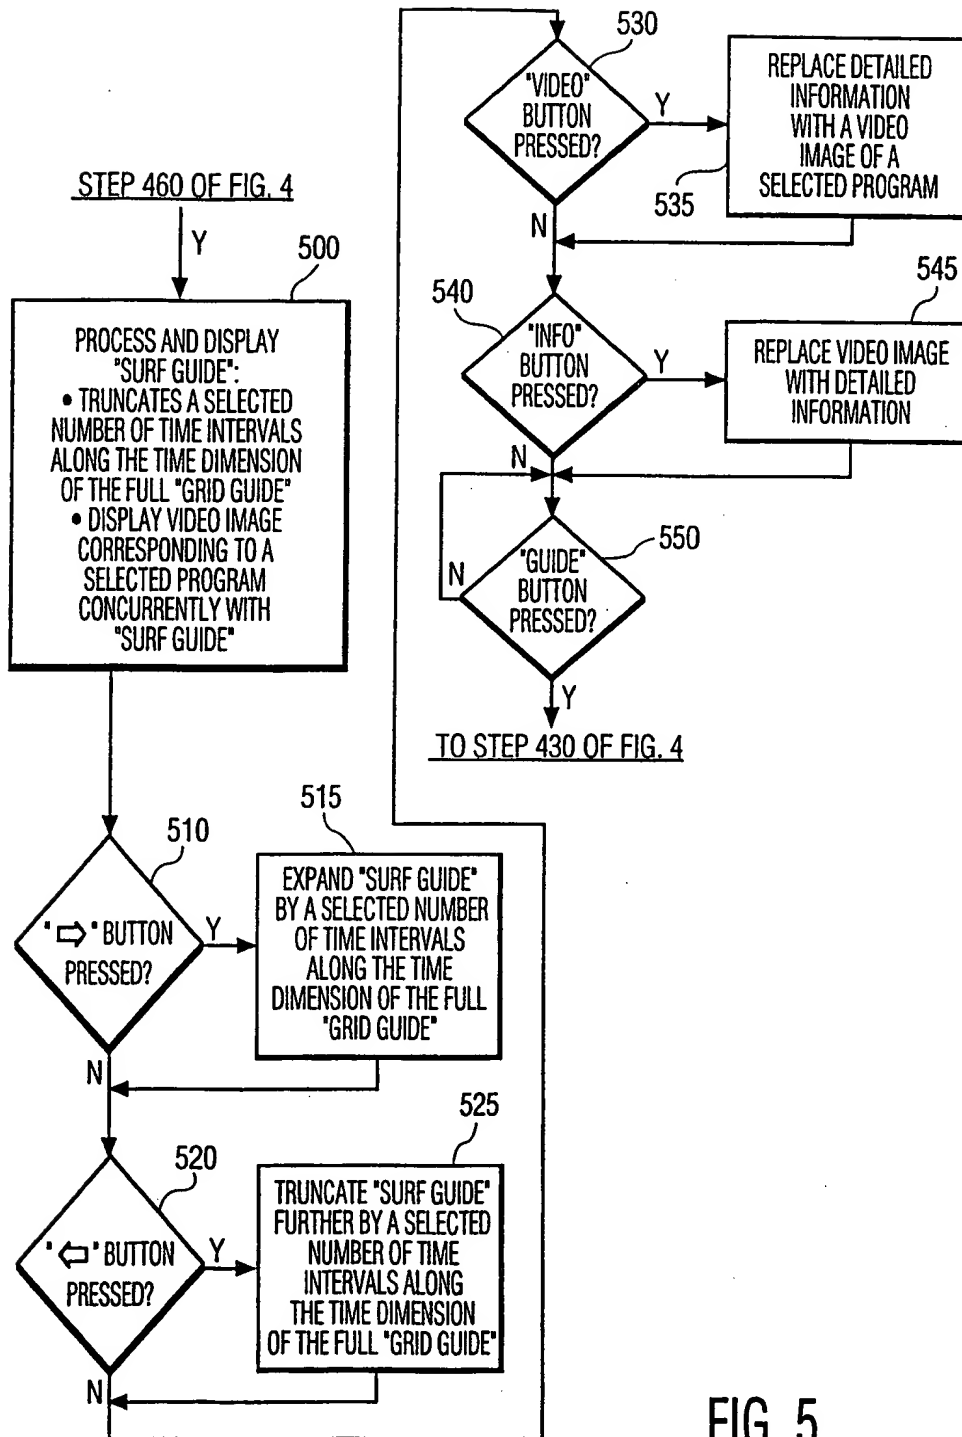 STEP 460 OF FIG. 4
Y
500
PROCESS AND DISPLAY
"SURF GUIDE":
• TRUNCATES A SELECTED
NUMBER OF TIME INTERVALS
ALONG THE TIME DIMENSION
OF THE FULL "GRID GUIDE"
• DISPLAY VIDEO IMAGE
CORRESPONDING TO A
SELECTED PROGRAM
CONCURRENTLY WITH
"SURF GUIDE"
510
"⇨" BUTTON
PRESSED?
Y
N
515
EXPAND "SURF GUIDE"
BY A SELECTED NUMBER
OF TIME INTERVALS
ALONG THE TIME
DIMENSION OF THE FULL
"GRID GUIDE"
520
"⇦" BUTTON
PRESSED?
Y
N
525
TRUNCATE "SURF GUIDE"
FURTHER BY A SELECTED
NUMBER OF TIME
INTERVALS ALONG
THE TIME DIMENSION
OF THE FULL "GRID GUIDE"
530
"VIDEO"
BUTTON
PRESSED?
Y
N
535
REPLACE DETAILED
INFORMATION
WITH A VIDEO
IMAGE OF A
SELECTED PROGRAM
540
"INFO"
BUTTON
PRESSED?
Y
N
545
REPLACE VIDEO IMAGE
WITH DETAILED
INFORMATION
550
"GUIDE"
BUTTON
PRESSED?
N
Y
TO STEP 430 OF FIG. 4
FIG. 5